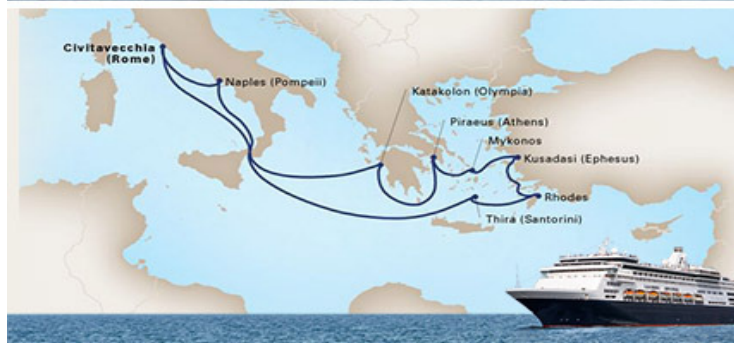 Civitavecchia
(Rome)
Naples (Pompeii)
Katakolon (Olympia)
Piraeus (Athens)
Mykonos
Kusadasi (Ephesus)
Rhodes
Thira (Santorini)